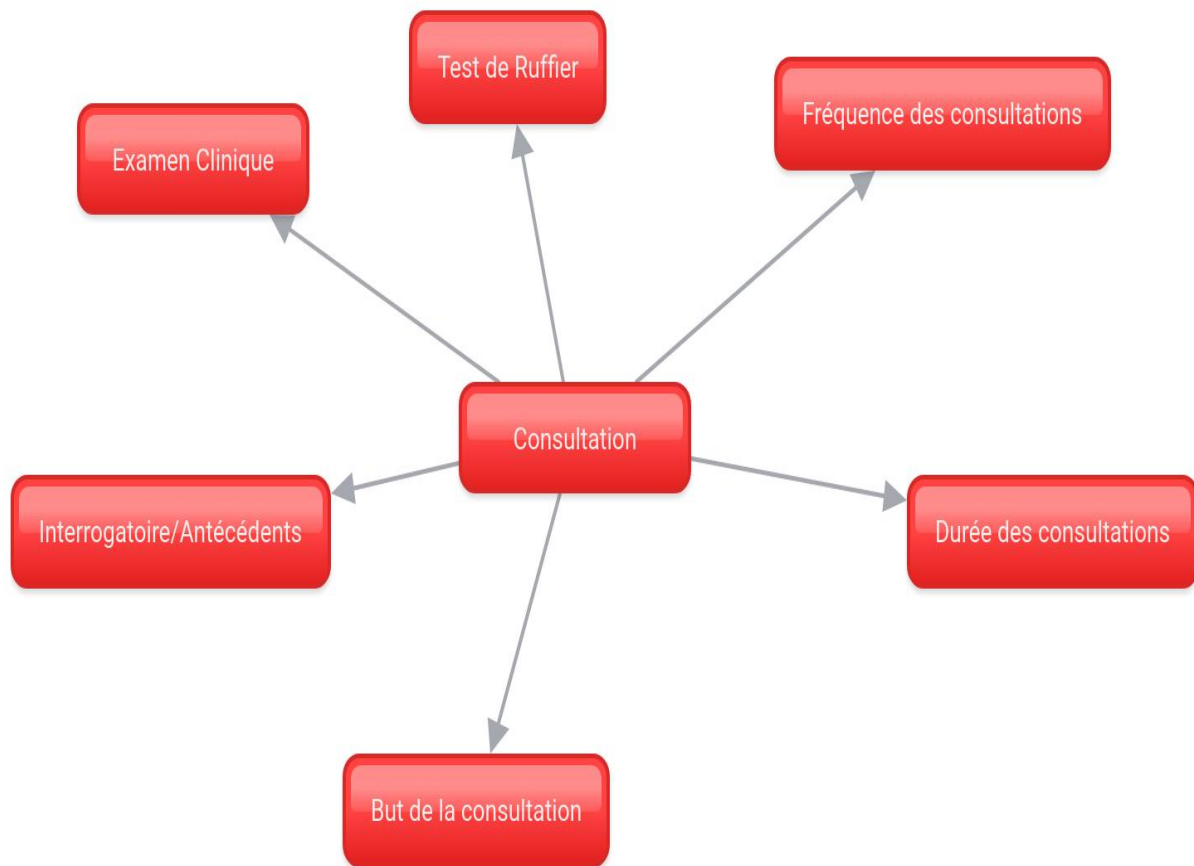 Test de Ruffier
Fréquence des consultations
Examen Clinique
Consultation
Interrogatoire/Antécédents
Durée des consultations
But de la consultation